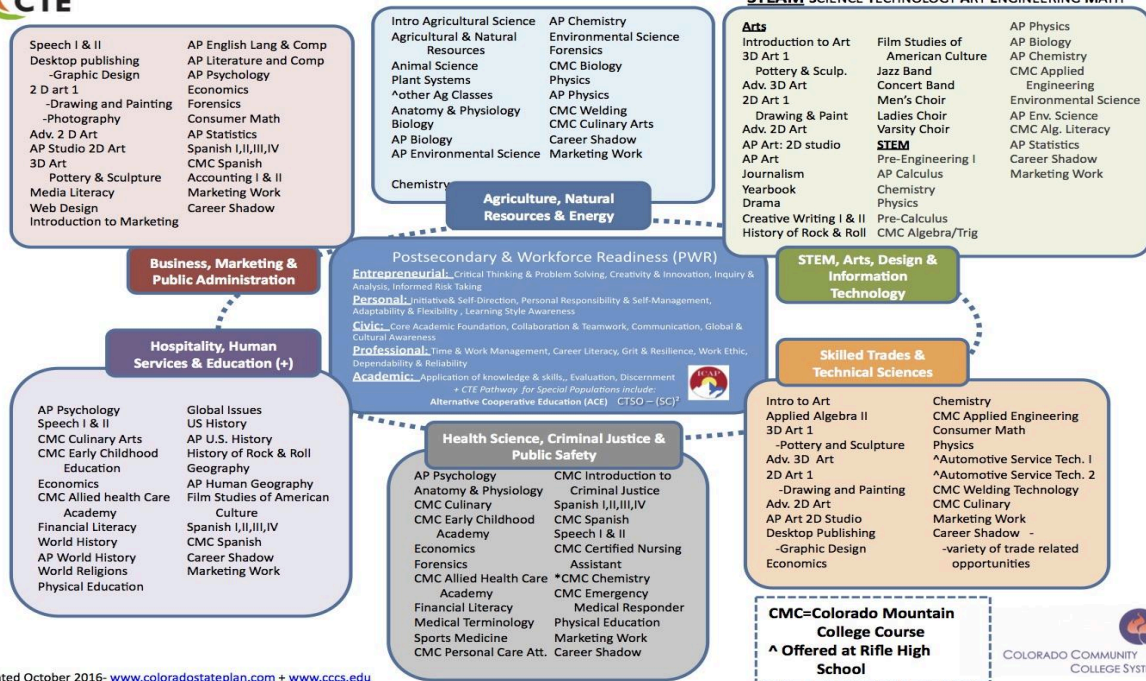 CTE
STEAM SCIENCE TECHNOLOGY ART ENGINEERING MATH
Speech I & II
Desktop publishing
-Graphic Design
2 D art 1
-Drawing and Painting
-Photography
Adv. 2 D Art
AP Studio 2D Art
3D Art
Pottery & Sculpture
Media Literacy
Web Design
Introduction to Marketing
AP English Lang & Comp
AP Literature and Comp
AP Psychology
Economics
Forensics
Consumer Math
AP Statistics
Spanish I,II,III,IV
CMC Spanish
Accounting I & II
Marketing Work
Career Shadow
Business, Marketing &
Public Administration
Intro Agricultural Science
Agricultural & Natural
Resources
Animal Science
Plant Systems
^other Ag Classes
Anatomy & Physiology
Biology
AP Biology
AP Environmental Science
Chemistry
AP Chemistry
Environmental Science
Forensics
CMC Biology
Physics
AP Physics
CMC Welding
CMC Culinary Arts
Career Shadow
Marketing Work
Agriculture, Natural
Resources & Energy
Arts
Introduction to Art
3D Art 1
Pottery & Sculp.
Adv. 3D Art
2D Art 1
Drawing & Paint
Adv. 2D Art
AP Art: 2D studio
AP Art
Journalism
Yearbook
Drama
Creative Writing I & II
History of Rock & Roll
Film Studies of
American Culture
Jazz Band
Concert Band
Men's Choir
Ladies Choir
Varsity Choir
STEM
Pre-Engineering I
AP Calculus
Chemistry
Physics
Pre-Calculus
CMC Algebra/Trig
AP Physics
AP Biology
AP Chemistry
CMC Applied
Engineering
Environmental Science
AP Env. Science
CMC Alg. Literacy
AP Statistics
Career Shadow
Marketing Work
STEM, Arts, Design &
Information
Technology
Postsecondary & Workforce Readiness (PWR)
Entrepreneurial: Critical Thinking & Problem Solving, Creativity & Innovation, Inquiry &
Analysis, Informed Risk Taking
Personal: Initiative& Self-Direction, Personal Responsibility & Self-Management,
Adaptability & Flexibility , Learning Style Awareness
Civic: Core Academic Foundation, Collaboration & Teamwork, Communication, Global &
Cultural Awareness
Professional: Time & Work Management, Career Literacy, Grit & Resilience, Work Ethic,
Dependability & Reliability
Academic: Application of knowledge & skills,, Evaluation, Discernment
+ CTE Pathway for Special Populations include:
Alternative Cooperative Education (ACE) CTSO – (SC)²
ICAP
Hospitality, Human
Services & Education (+)
AP Psychology
Speech I & II
CMC Culinary Arts
CMC Early Childhood
Education
Economics
CMC Allied health Care
Academy
Financial Literacy
World History
AP World History
World Religions
Physical Education
Global Issues
US History
AP U.S. History
History of Rock & Roll
Geography
AP Human Geography
Film Studies of American
Culture
Spanish I,II,III,IV
CMC Spanish
Career Shadow
Marketing Work
Health Science, Criminal Justice &
Public Safety
AP Psychology
Anatomy & Physiology
CMC Culinary
CMC Early Childhood
Academy
Economics
Forensics
CMC Allied Health Care
Academy
Financial Literacy
Medical Terminology
Sports Medicine
CMC Personal Care Att.
CMC Introduction to
Criminal Justice
Spanish I,II,III,IV
CMC Spanish
Speech I & II
CMC Certified Nursing
Assistant
*CMC Chemistry
CMC Emergency
Medical Responder
Physical Education
Marketing Work
Career Shadow
Skilled Trades &
Technical Sciences
Intro to Art
Applied Algebra II
3D Art 1
-Pottery and Sculpture
Adv. 3D Art
2D Art 1
-Drawing and Painting
Adv. 2D Art
AP Art 2D Studio
Desktop Publishing
-Graphic Design
Economics
Chemistry
CMC Applied Engineering
Consumer Math
Physics
^Automotive Service Tech. I
^Automotive Service Tech. 2
CMC Welding Technology
CMC Culinary
Marketing Work
Career Shadow -
-variety of trade related
opportunities
CMC=Colorado Mountain
College Course
^ Offered at Rifle High
School
COLORADO COMMUNITY
October 2016- www.coloradostateplan.com + www.cccs.edu
COLLEGE